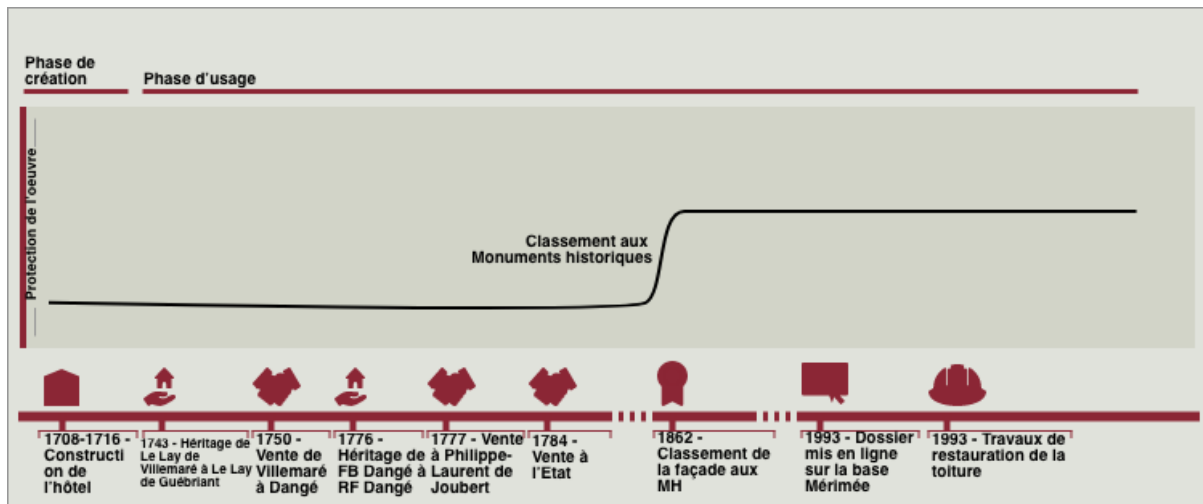 Phase de
création
Phase d'usage
Protection de l'oeuvre
Classement aux
Monuments historiques
1708-1716 -
Constructi
on de
l'hôtel
1743 - Héritage de
Le Lay de
Villemaré à Le Lay
de Guébriant
1750 -
Vente de
Villemaré
à Dangé
1776 -
Héritage de
FB Dangé à
RF Dangé
1777 - Vente
à Philippe-
Laurent de
Joubert
1784 -
Vente à
l'Etat
1862 -
Classement de
la façade aux
MH
1993 - Dossier
mis en ligne
sur la base
Mérimée
1993 - Travaux de
restauration de la
toiture